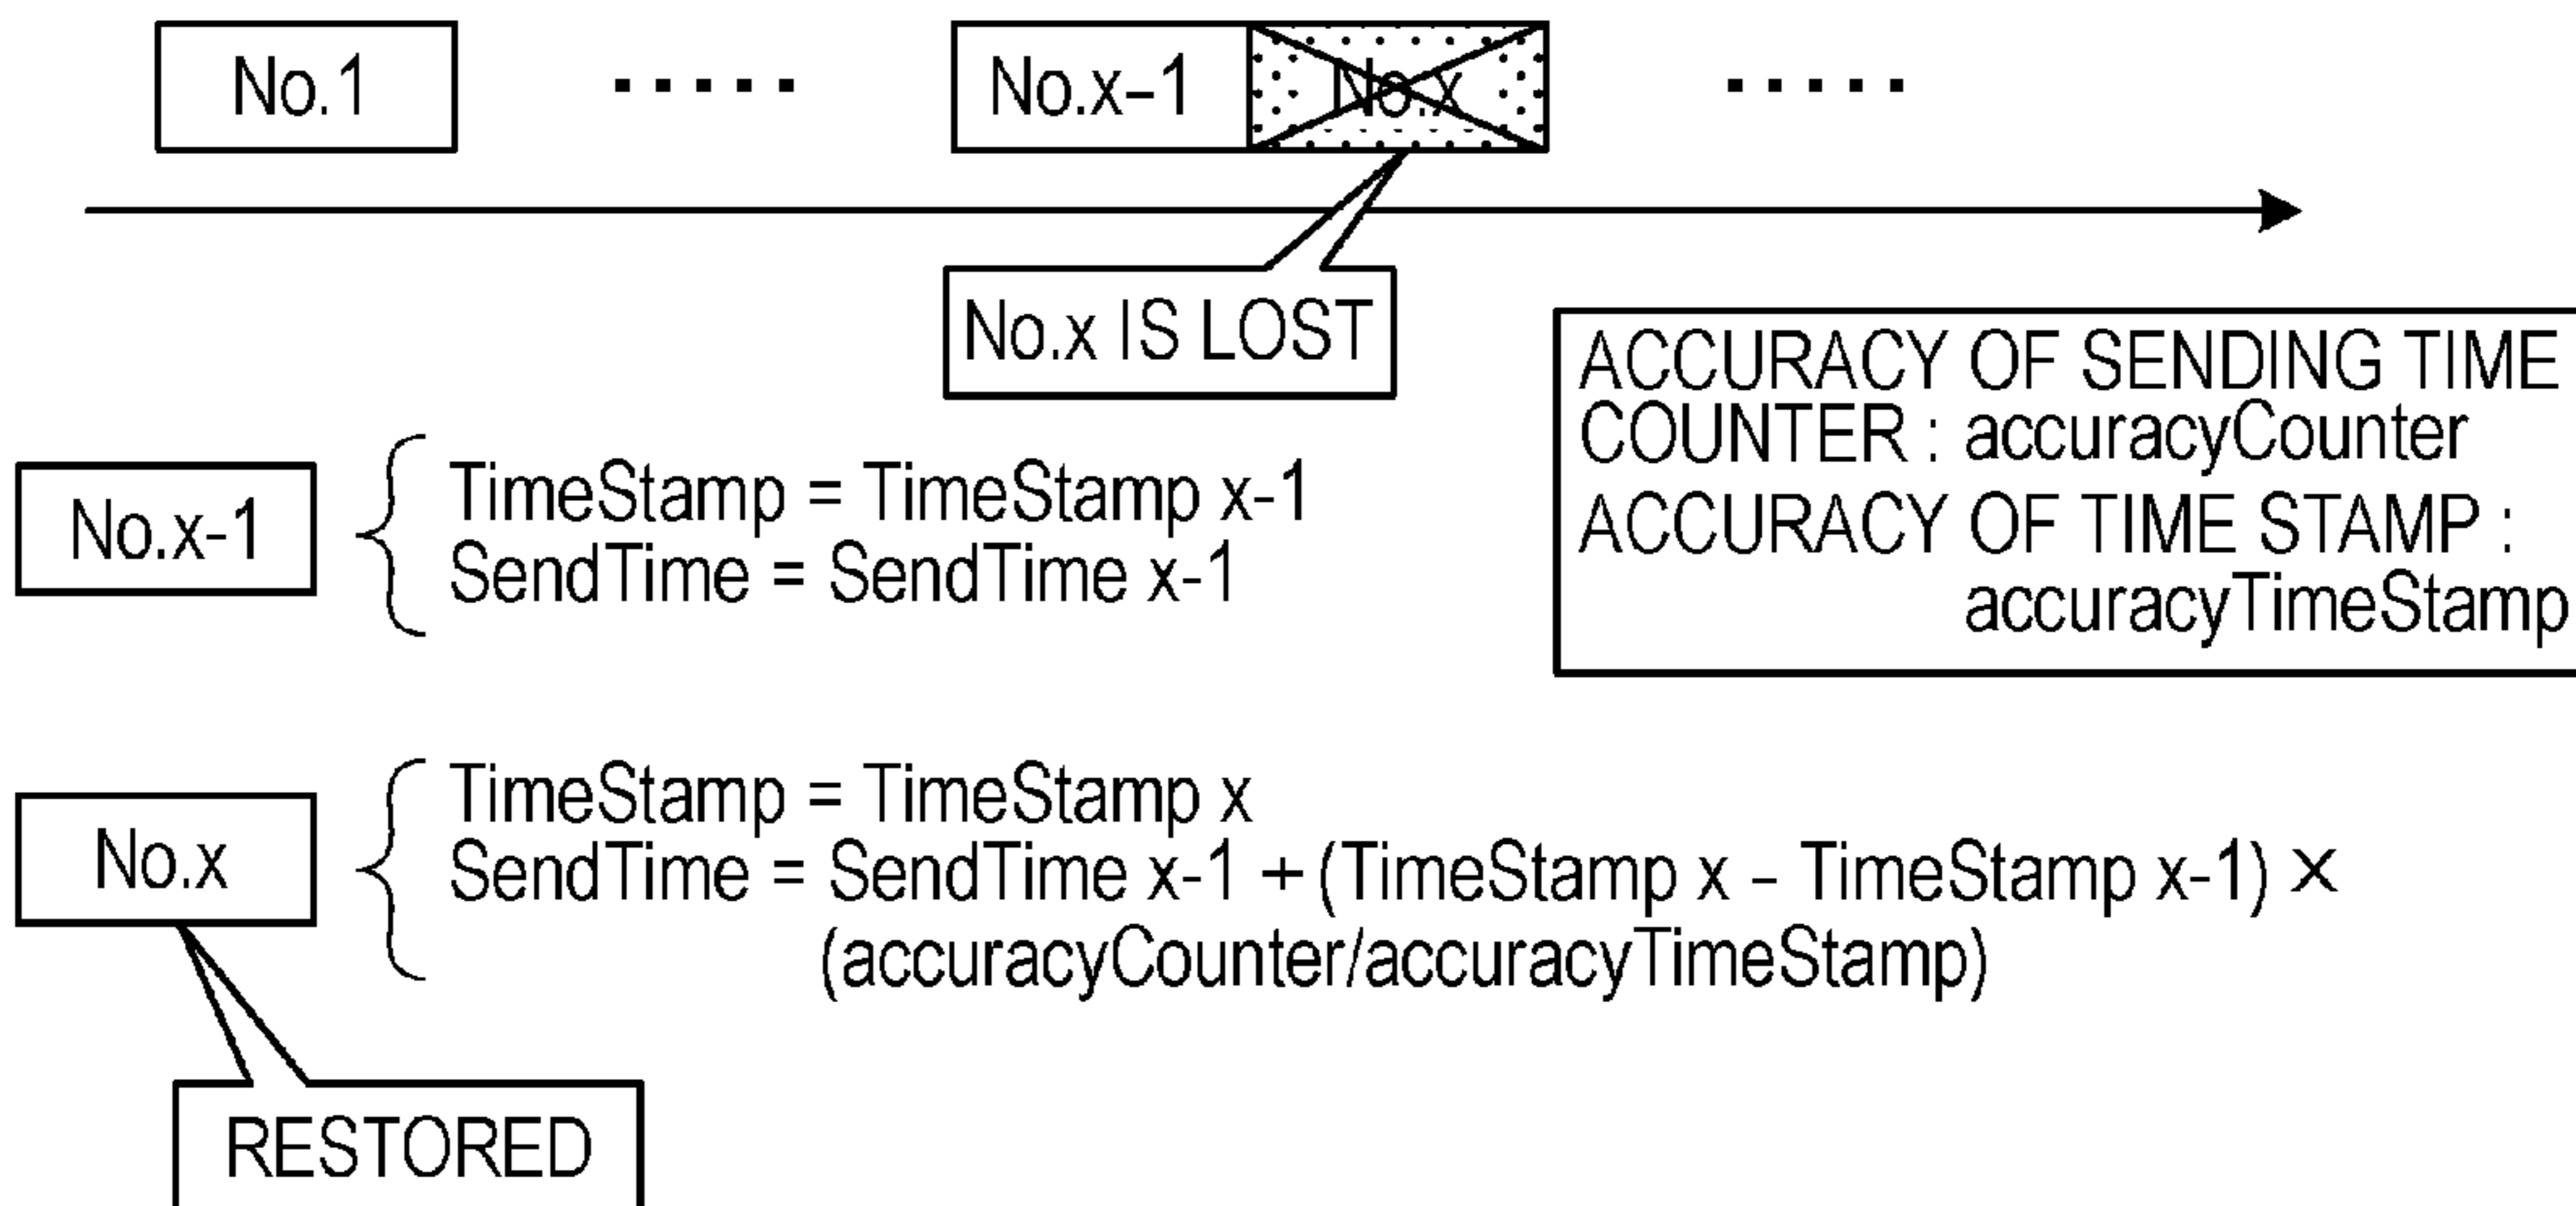 No.1
.....
No.x–1
No.x
.....
No.x IS LOST
ACCURACY OF SENDING TIME
COUNTER : accuracyCounter
ACCURACY OF TIME STAMP :
accuracyTimeStamp
No.x-1
TimeStamp = TimeStamp x-1
SendTime = SendTime x-1
No.x
TimeStamp = TimeStamp x
SendTime = SendTime x-1 + (TimeStamp x – TimeStamp x-1) ×
(accuracyCounter/accuracyTimeStamp)
RESTORED